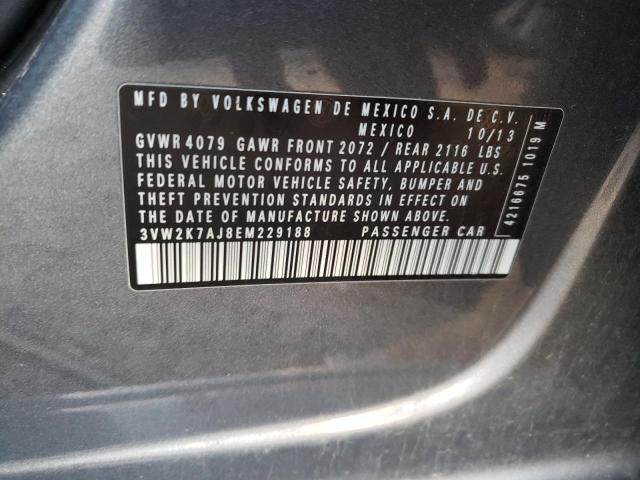 MFD BY VOLKSWAGEN DE MEXICO S.A. DE C.V.
MEXICO 10/13
GVWR 4079 GAWR FRONT 2072 / REAR 2116 LBS
THIS VEHICLE CONFORMS TO ALL APPLICABLE U.S.
FEDERAL MOTOR VEHICLE SAFETY, BUMPER AND
THEFT PREVENTION STANDARDS IN EFFECT ON
THE DATE OF MANUFACTURE SHOWN ABOVE.
3VW2K7AJ8EM229188 PASSENGER CAR
4216675 1019 M